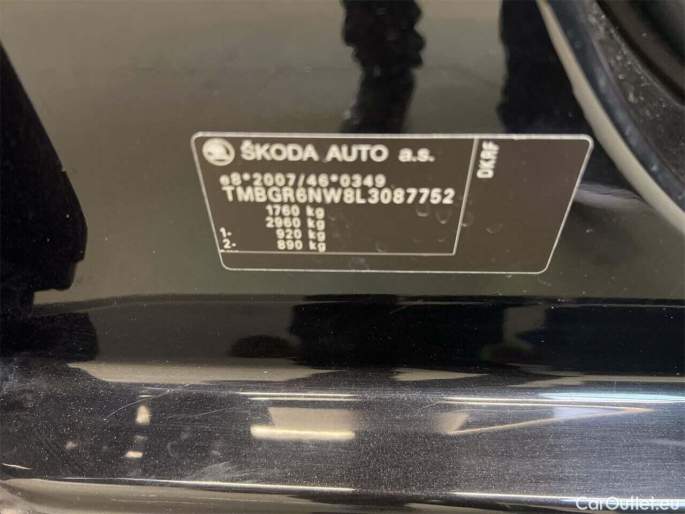 ŠKODA AUTO a.s.
e8*2007/46*0349
TMBGR6NW8L3087752
1760 kg
2960 kg
1- 920 kg
2- 890 kg
DKRF
CarOutlet.eu